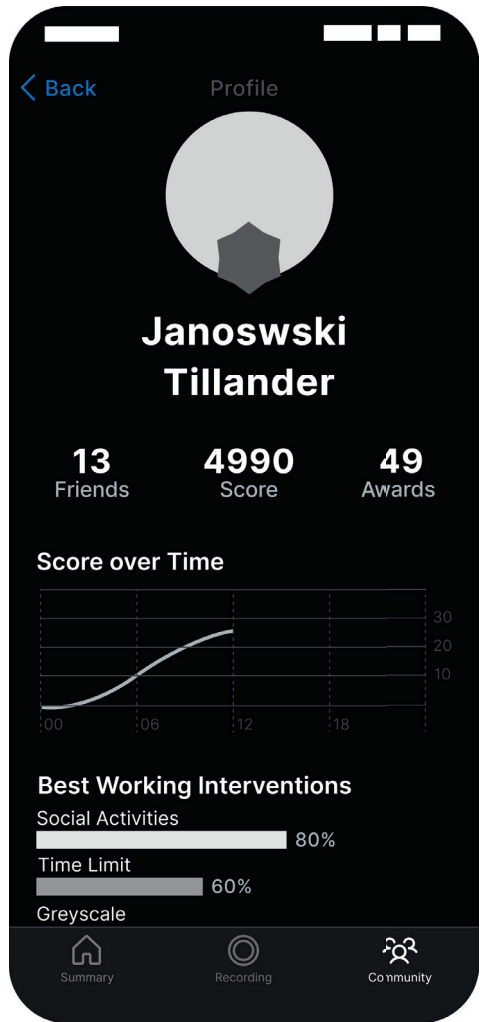 Back
Profile
Janoswski
Tillander
13
4990
49
Friends
Score
Awards
Score over Time
30
20
10
00
06
12
18
Best Working Interventions
Social Activities
80%
Time Limit
60%
Greyscale
Summary
Recording
Community